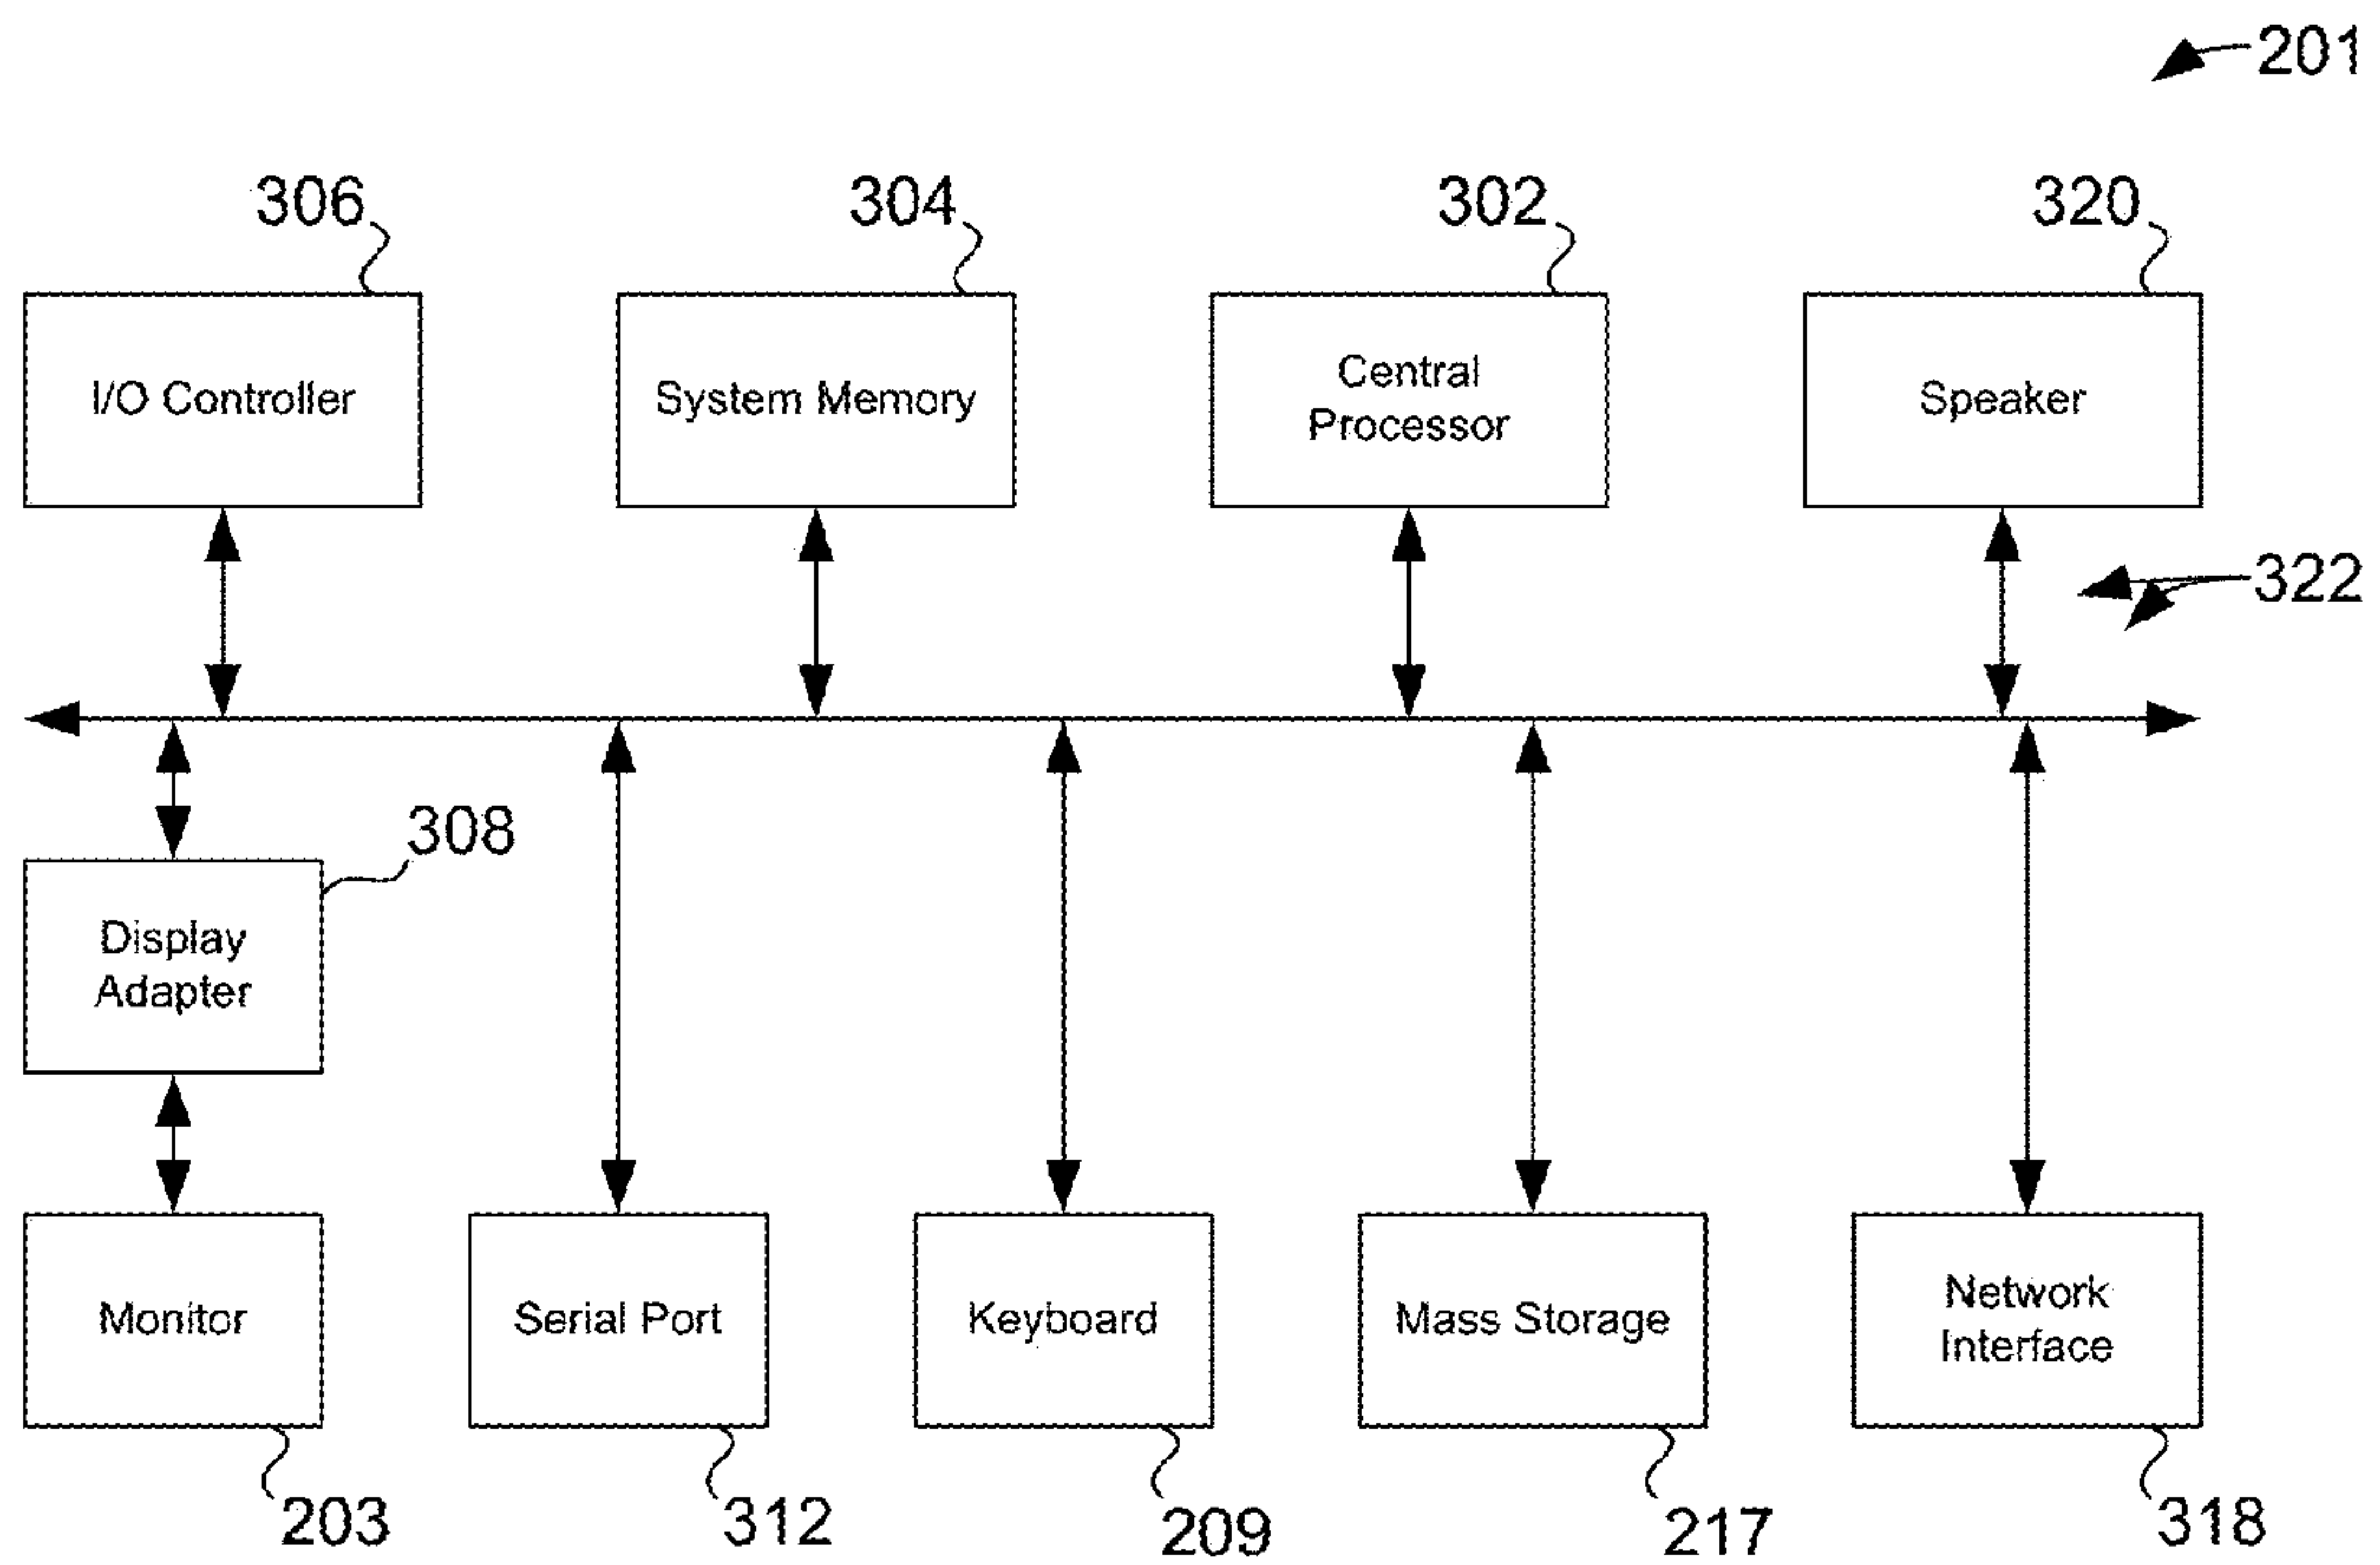 201
306
304
302
320
I/O Controller
System Memory
Central
Processor
Speaker
322
308
Display
Adapter
Monitor
Serial Port
Keyboard
Mass Storage
Network
Interface
203
312
209
217
318